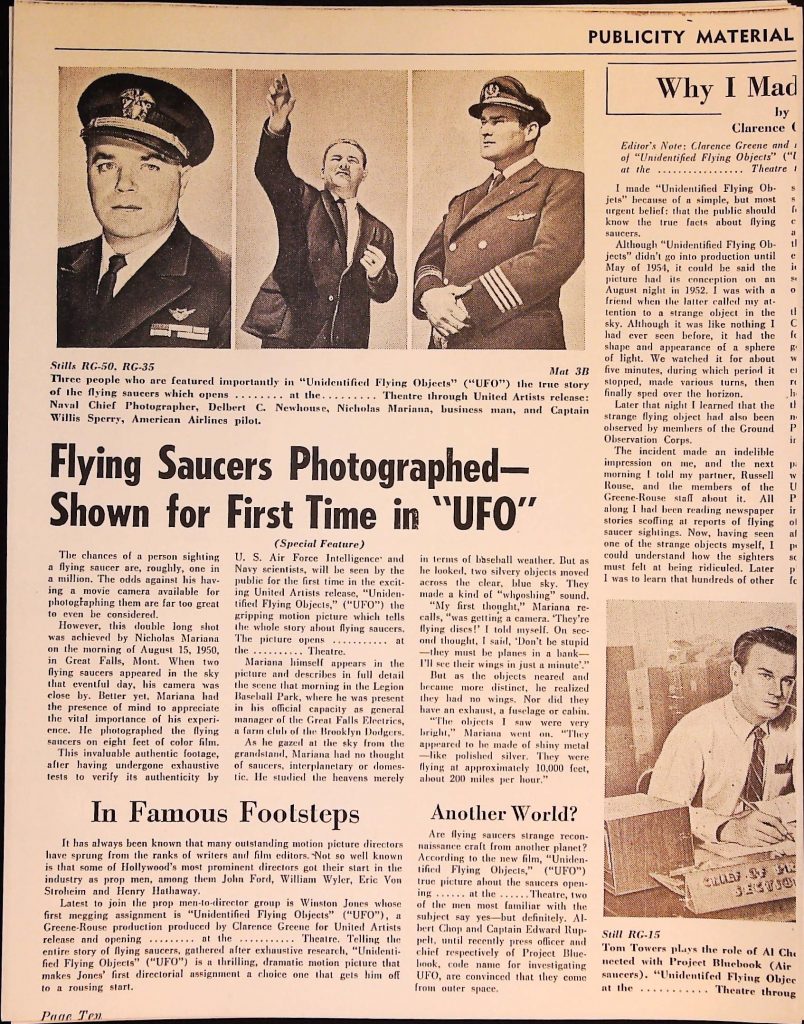 PUBLICITY MATERIAL
Stills RG-50, RG-35
Mat 3B
Three people who are featured importantly in "Unidentified Flying Objects" ("UFO") the true story
of the flying saucers which opens ........ at the......... Theatre through United Artists release:
Naval Chief Photographer, Delbert C. Newhouse, Nicholas Mariana, business man, and Captain
Willis Sperry, American Airlines pilot.
Flying Saucers Photographed—
Shown for First Time in "UFO"
(Special Feature)
The chances of a person sighting
a flying saucer are, roughly, one in
a million. The odds against his hav-
ing a movie camera available for
photographing them are far too great
to even be considered.
However, this double long shot
was achieved by Nicholas Mariana
on the morning of August 15, 1950,
in Great Falls, Mont. When two
flying saucers appeared in the sky
that eventful day, his camera was
close by. Better yet, Mariana had
the presence of mind to appreciate
the vital importance of his experi-
ence. He photographed the flying
saucers on eight feet of color film.
This invaluable authentic footage,
after having undergone exhaustive
tests to verify its authenticity by
U. S. Air Force Intelligence and
Navy scientists, will be seen by the
public for the first time in the excit-
ing United Artists release, "Uniden-
tified Flying Objects," ("UFO") the
gripping motion picture which tells
the whole story about flying saucers.
The picture opens ........... at
the .......... Theatre.
Mariana himself appears in the
picture and describes in full detail
the scene that morning in the Legion
Baseball Park, where he was present
in his official capacity as general
manager of the Great Falls Electrics,
a farm club of the Brooklyn Dodgers.
As he gazed at the sky from the
grandstand, Mariana had no thought
of saucers, interplanetary or domes-
tic. He studied the heavens merely
in terms of baseball weather. But as
he looked, two silvery objects moved
across the clear, blue sky. They
made a kind of "whooshing" sound.
"My first thought," Mariana re-
calls, "was getting a camera. 'They're
flying discs!' I told myself. On sec-
ond thought, I said, 'Don't be stupid
—they must be planes in a bank—
I'll see their wings in just a minute'."
But as the objects neared and
became more distinct, he realized
they had no wings. Nor did they
have an exhaust, a fuselage or cabin.
"The objects I saw were very
bright," Mariana went on. "They
appeared to be made of shiny metal
—like polished silver. They were
flying at approximately 10,000 feet,
about 200 miles per hour."
In Famous Footsteps
It has always been known that many outstanding motion picture directors
have sprung from the ranks of writers and film editors. Not so well known
is that some of Hollywood's most prominent directors got their start in the
industry as prop men, among them John Ford, William Wyler, Eric Von
Stroheim and Henry Hathaway.
Latest to join the prop men-to-director group is Winston Jones whose
first megging assignment is "Unidentified Flying Objects" ("UFO"), a
Greene-Rouse production produced by Clarence Greene for United Artists
release and opening ......... at the ........... Theatre. Telling the
entire story of flying saucers, gathered after exhaustive research, "Unidenti-
fied Flying Objects" ("UFO") is a thrilling, dramatic motion picture that
makes Jones' first directorial assignment a choice one that gets him off
to a rousing start.
Another World?
Are flying saucers strange recon-
naissance craft from another planet?
According to the new film, "Uniden-
tified Flying Objects," ("UFO")
true picture about the saucers open-
ing ...... at the ......Theatre, two
of the men most familiar with the
subject say yes—but definitely. Al-
bert Chop and Captain Edward Rup-
pelt, until recently press officer and
chief respectively of Project Blue-
book, code name for investigating
UFO, are convinced that they come
from outer space.
Why I Mad
by
Clarence G
Editor's Note: Clarence Greene and
of "Unidentified Flying Objects" ("U
at the ................. Theatre
I made "Unidentified Flying Ob-
jets" because of a simple, but most
urgent belief: that the public should
know the true facts about flying
saucers.
Although "Unidentified Flying Ob-
jects" didn't go into production until
May of 1954, it could be said the
picture had its conception on an
August night in 1952. I was with a
friend when the latter called my at-
tention to a strange object in the
sky. Although it was like nothing I
had ever seen before, it had the
shape and appearance of a sphere
of light. We watched it for about
five minutes, during which period it
stopped, made various turns, then
finally sped over the horizon.
Later that night I learned that the
strange flying object had also been
observed by members of the Ground
Observation Corps.
The incident made an indelible
impression on me, and the next
morning I told my partner, Russell
Rouse, and the members of the
Greene-Rouse staff about it. All
along I had been reading newspaper
stories scoffing at reports of flying
saucer sightings. Now, having seen
one of the strange objects myself, I
could understand how the sighters
must felt at being ridiculed. Later
I was to learn that hundreds of other
CHIEF OF PR
SECTIO
Still RG-15
Tom Towers plays the role of Al Cho
nected with Project Bluebook (Air
saucers). "Unidentifed Flying Objec
at the ........... Theatre throug
Page Ten